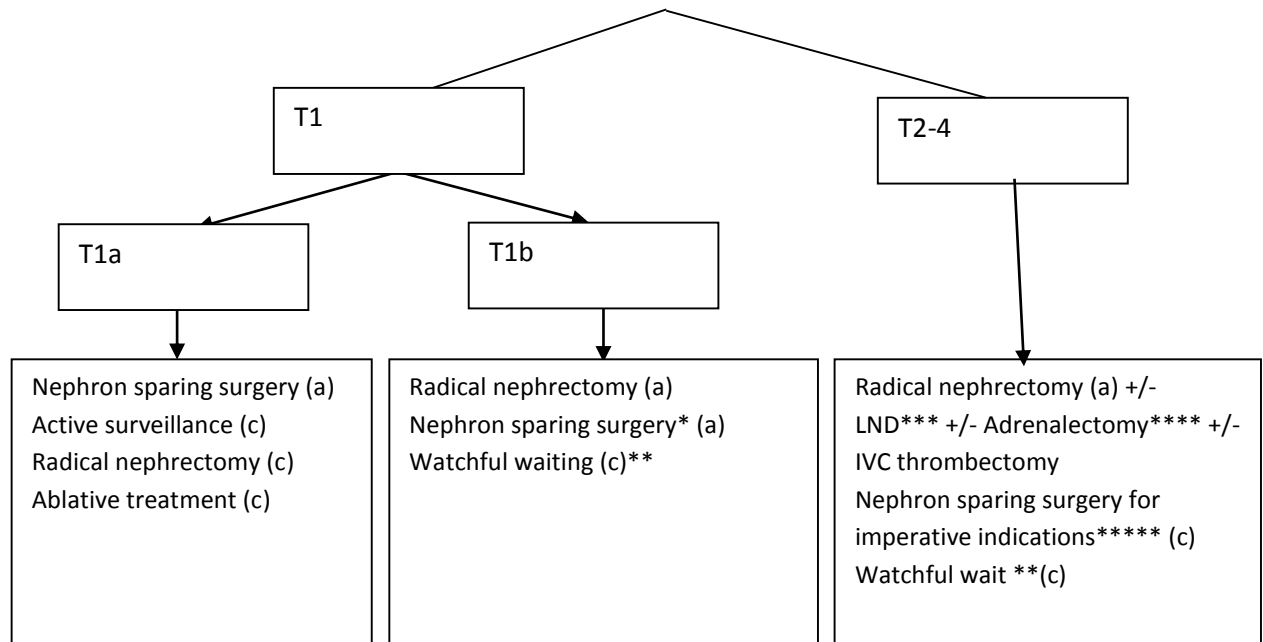 T1
T2-4
T1a
T1b
Nephron sparing surgery (a)
Active surveillance (c)
Radical nephrectomy (c)
Ablative treatment (c)
Radical nephrectomy (a)
Nephron sparing surgery* (a)
Watchful waiting (c)**
Radical nephrectomy (a) +/-
LND*** +/- Adrenalectomy**** +/-
IVC thrombectomy
Nephron sparing surgery for
imperative indications***** (c)
Watchful wait **(c)